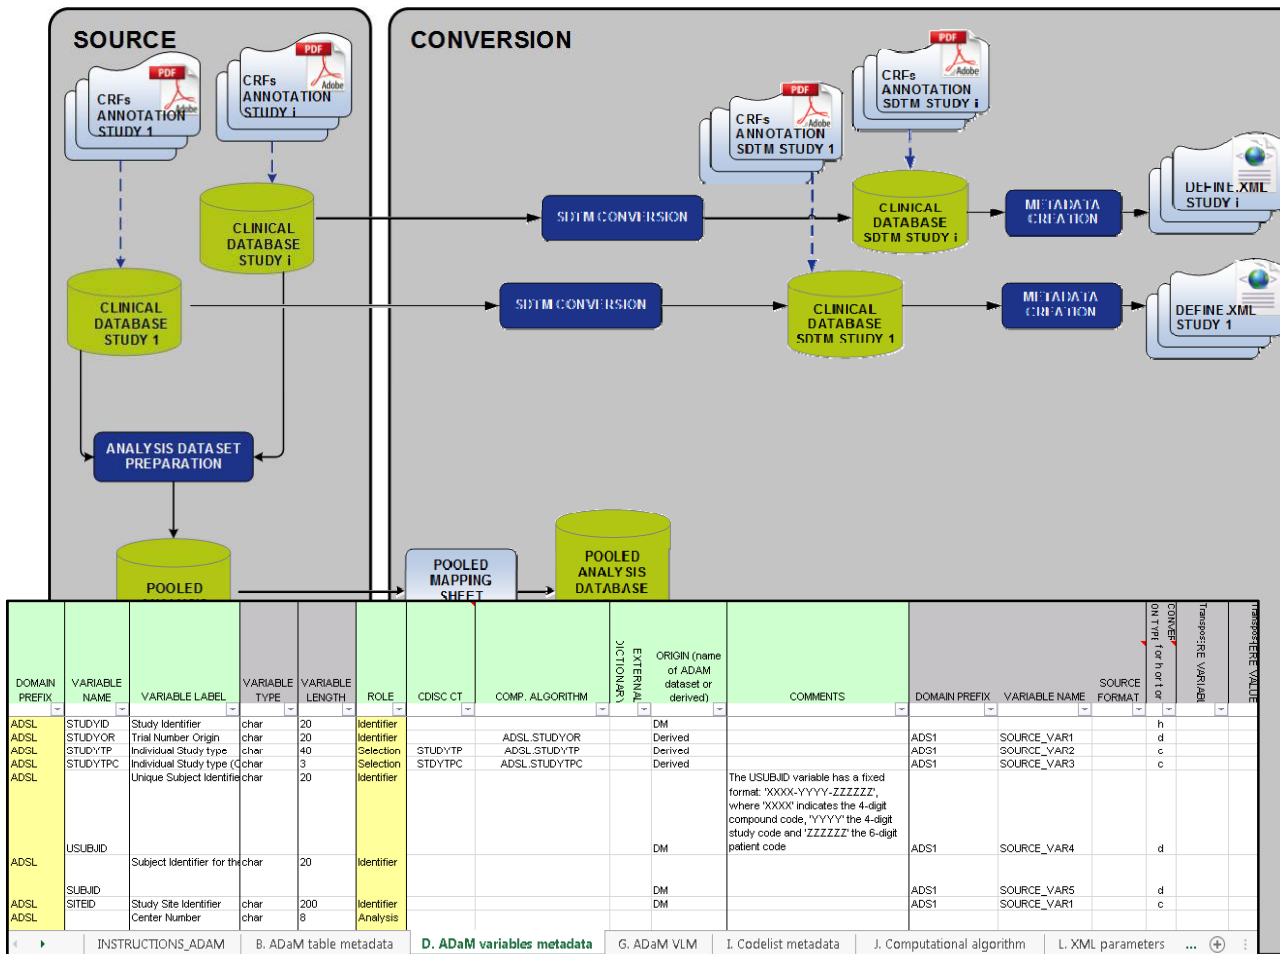 SOURCE
CONVERSION
PDF
Adobe
CRFs
ANNOTATION
STUDY 1
PDF
Adobe
CRFs
ANNOTATION
STUDY i
PDF
Adobe
CRFs
ANNOTATION
SDTM STUDY 1
PDF
Adobe
CRFs
ANNOTATION
SDTM STUDY i
CLINICAL
DATABASE
STUDY i
SDTM CONVERSION
CLINICAL
DATABASE
SDTM STUDY i
METADATA
CREATION
DEFINE.XML
STUDY i
CLINICAL
DATABASE
STUDY 1
SDTM CONVERSION
CLINICAL
DATABASE
SDTM STUDY 1
METADATA
CREATION
DEFINE.XML
STUDY 1
ANALYSIS DATASET
PREPARATION
POOLED
POOLED
MAPPING
SHEET
POOLED
ANALYSIS
DATABASE
DOMAIN PREFIX VARIABLE NAME VARIABLE LABEL VARIABLE TYPE VARIABLE LENGTH ROLE CDISC CT COMP. ALGORITHM EXTERNAL DICTIONARY ORIGIN (name of ADAM dataset or derived) COMMENTS DOMAIN PREFIX VARIABLE NAME SOURCE FORMAT
ADSL STUDYID Study Identifier char 20 Identifier DM h
ADSL STUDYOR Trial Number Origin char 20 Identifier ADSL.STUDYOR Derived ADS1 SOURCE_VAR1 d
ADSL STUDYTP Individual Study type char 40 Selection STUDYTP ADSL.STUDYTP Derived ADS1 SOURCE_VAR2 c
ADSL STUDYTPC Individual Study type (C char 3 Selection STDYTPC ADSL.STUDYTPC Derived ADS1 SOURCE_VAR3 c
ADSL USUBJID Unique Subject Identifie char 20 Identifier DM The USUBJID variable has a fixed format: 'XXXX-YYYY-ZZZZZZ', where 'XXXX' indicates the 4-digit compound code, 'YYYY' the 4-digit study code and 'ZZZZZZ' the 6-digit patient code ADS1 SOURCE_VAR4 d
ADSL SUBJID Subject Identifier for the char 20 Identifier DM ADS1 SOURCE_VAR5 d
ADSL SITEID Study Site Identifier char 200 Identifier DM ADS1 SOURCE_VAR1 c
ADSL Center Number char 8 Analysis
INSTRUCTIONS_ADAM B. ADaM table metadata D. ADaM variables metadata G. ADaM VLM I. Codelist metadata J. Computational algorithm L. XML parameters ...